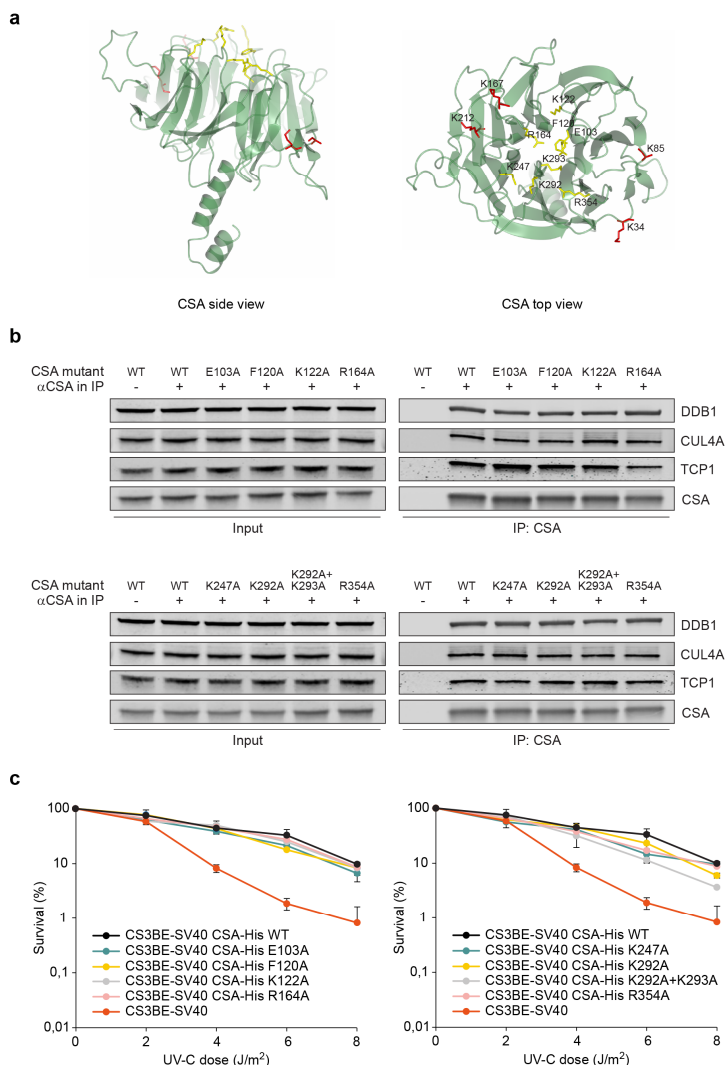 a
K167
K122
K212
F120
E103
R164
K85
K293
K247
K292
R354
K34
CSA side view
CSA top view
b
CSA mutant WT WT E103A F120A K122A R164A WT WT E103A F120A K122A R164A
αCSA in IP - + + + + + - + + + + +
DDB1
CUL4A
TCP1
CSA
Input
IP: CSA
K292A+ K292A+
CSA mutant WT WT K247A K292A K293A R354A WT WT K247A K292A K293A R354A
αCSA in IP - + + + + + - + + + + +
DDB1
CUL4A
TCP1
CSA
Input
IP: CSA
c
Survival (%)
100
10
1
0,1
0,01
0 2 4 6 8
UV-C dose (J/m²)
CS3BE-SV40 CSA-His WT
CS3BE-SV40 CSA-His E103A
CS3BE-SV40 CSA-His F120A
CS3BE-SV40 CSA-His K122A
CS3BE-SV40 CSA-His R164A
CS3BE-SV40
Survival (%)
100
10
1
0,1
0,01
0 2 4 6 8
UV-C dose (J/m²)
CS3BE-SV40 CSA-His WT
CS3BE-SV40 CSA-His K247A
CS3BE-SV40 CSA-His K292A
CS3BE-SV40 CSA-His K292A+K293A
CS3BE-SV40 CSA-His R354A
CS3BE-SV40